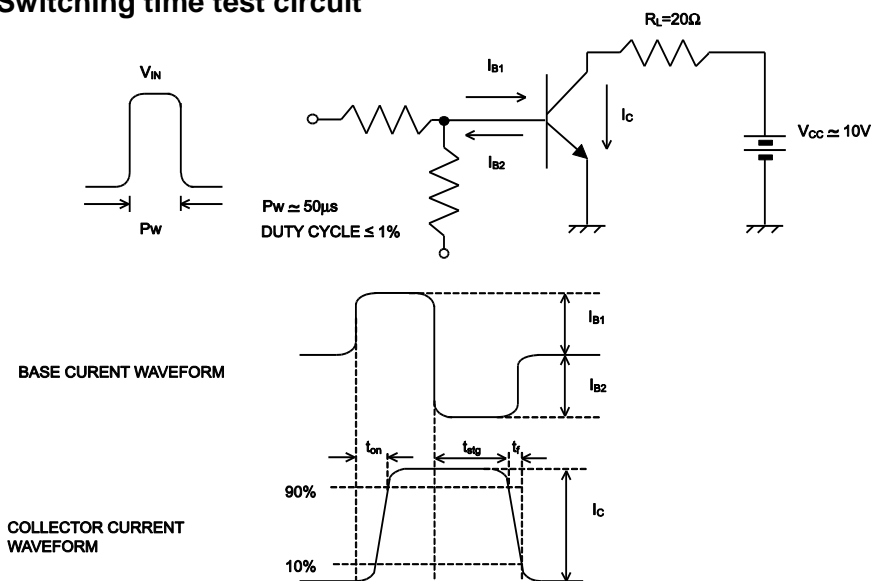 Switching time test circuit
RL=20Ω
VIN
IB1
IC
VCC ≃ 10V
IB2
Pw ≃ 50μs
Pw
DUTY CYCLE ≤ 1%
IB1
BASE CURENT WAVEFORM
IB2
ton
tstg
tf
90%
IC
COLLECTOR CURRENT
WAVEFORM
10%